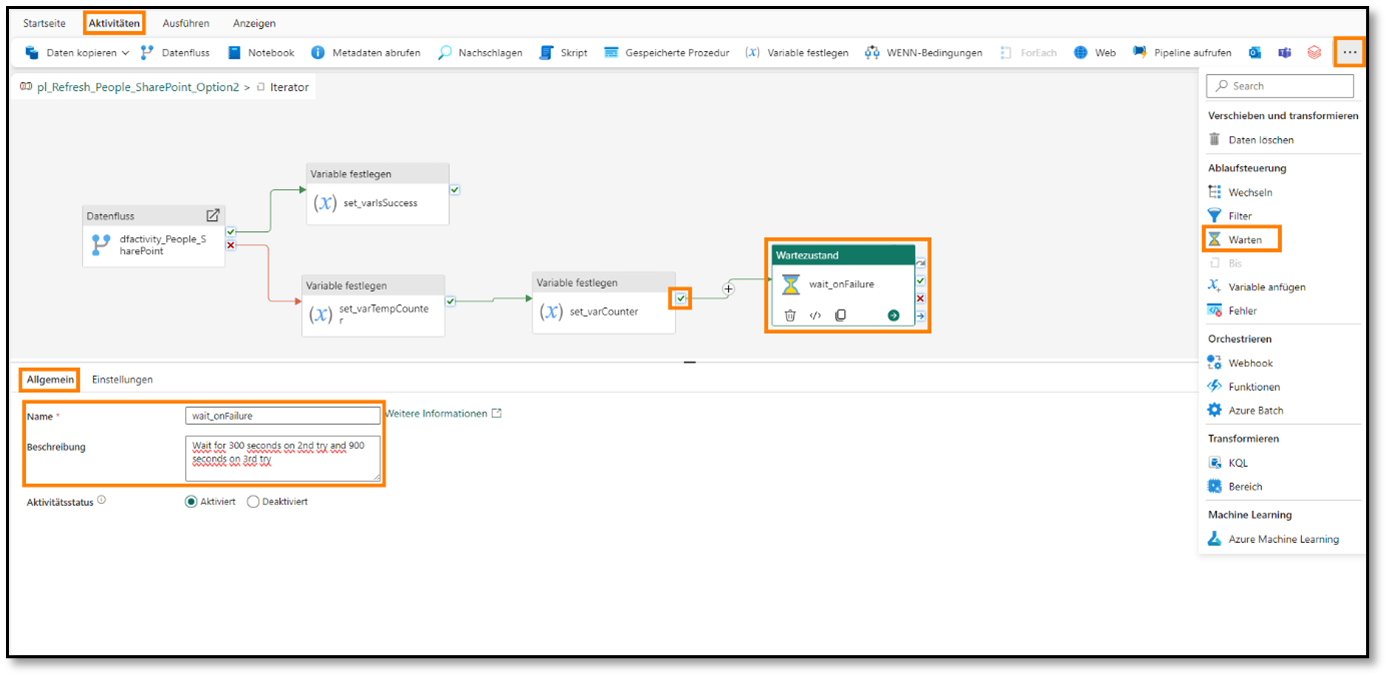 Startseite Aktivitäten Ausführen Anzeigen
Daten kopieren Datenfluss Notebook Metadaten abrufen Nachschlagen Skript Gespeicherte Prozedur (x) Variable festlegen WENN-Bedingungen ForEach Web Pipeline aufrufen ...
pl_Refresh_People_SharePoint_Option2 > Iterator
Datenfluss
dfactivity_People_S
harePoint
Variable festlegen
(x) set_varIsSuccess
Variable festlegen
(x) set_varTempCounte
r
Variable festlegen
(x) set_varCounter
Wartezustand
wait_onFailure
Search
Verschieben und transformieren
Daten löschen
Ablaufsteuerung
Wechseln
Filter
Warten
Bis
Variable anfügen
Fehler
Orchestrieren
Webhook
Funktionen
Azure Batch
Transformieren
KQL
Bereich
Machine Learning
Azure Machine Learning
Allgemein Einstellungen
Name * wait_onFailure Weitere Informationen
Beschreibung Wait for 300 seconds on 2nd try and 900
seconds on 3rd try
Aktivitätsstatus Aktiviert Deaktiviert